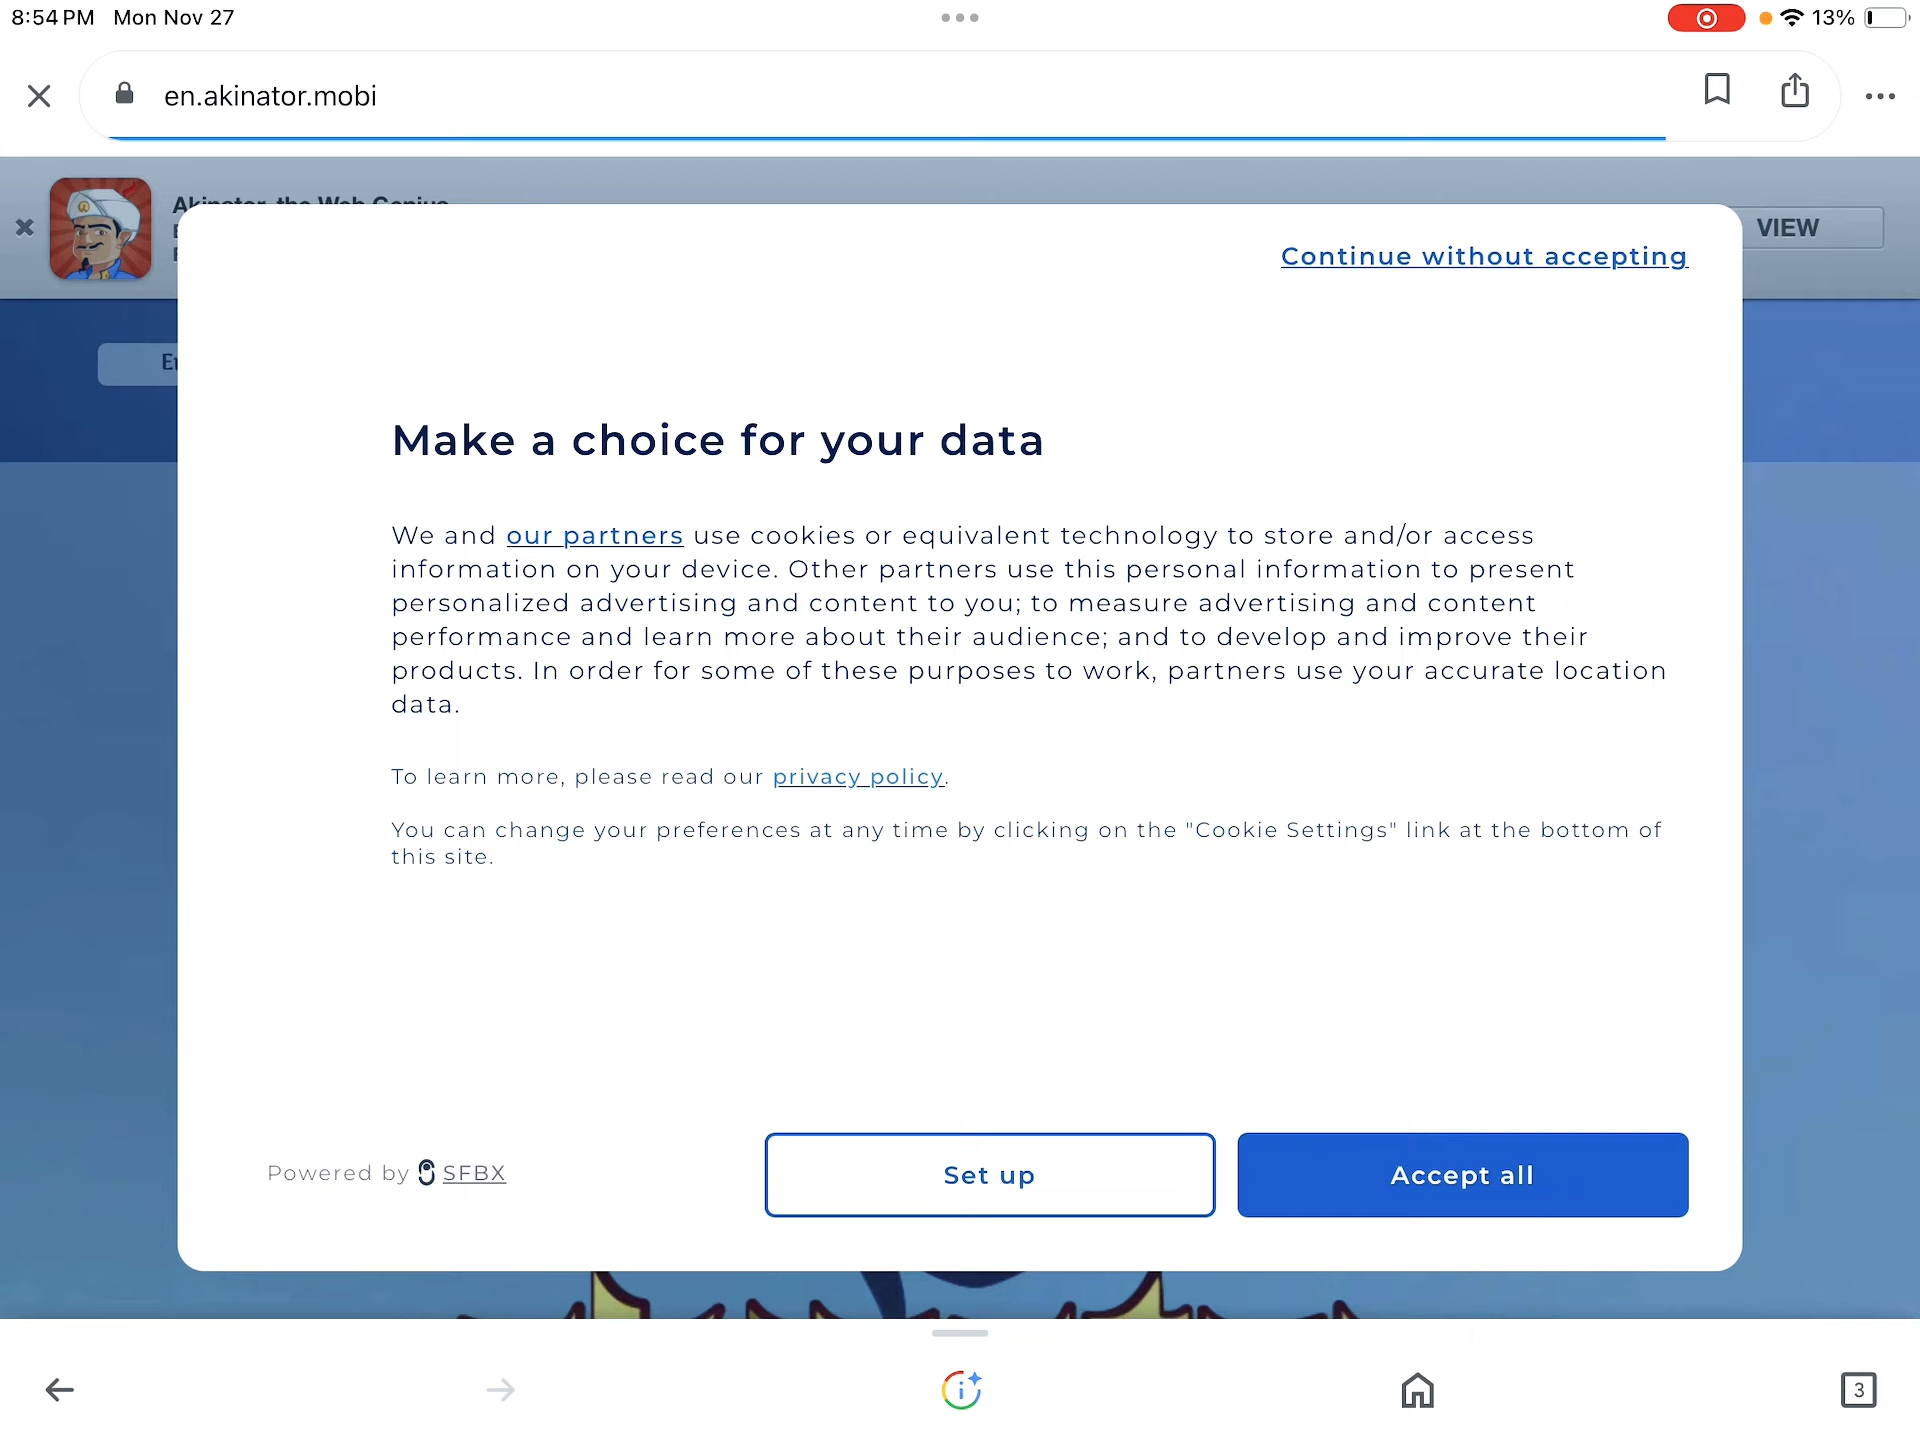 8:54 PM Mon Nov 27
13%
en.akinator.mobi
VIEW
Continue without accepting
Make a choice for your data
We and our partners use cookies or equivalent technology to store and/or access
information on your device. Other partners use this personal information to present
personalized advertising and content to you; to measure advertising and content
performance and learn more about their audience; and to develop and improve their
products. In order for some of these purposes to work, partners use your accurate location
data.
To learn more, please read our privacy policy.
You can change your preferences at any time by clicking on the "Cookie Settings" link at the bottom of
this site.
Powered by SFBX
Set up
Accept all
3